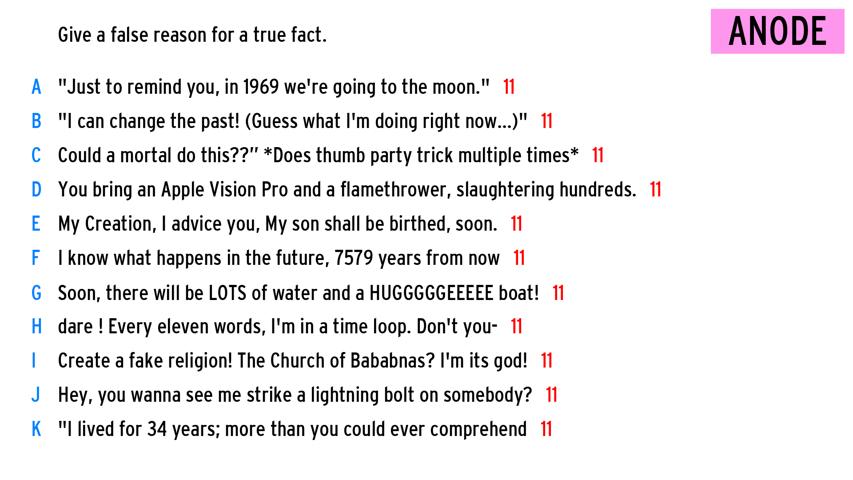 Give a false reason for a true fact.
ANODE
A "Just to remind you, in 1969 we're going to the moon." 11
B "I can change the past! (Guess what I'm doing right now...)" 11
C Could a mortal do this??” *Does thumb party trick multiple times* 11
D You bring an Apple Vision Pro and a flamethrower, slaughtering hundreds. 11
E My Creation, I advice you, My son shall be birthed, soon. 11
F I know what happens in the future, 7579 years from now 11
G Soon, there will be LOTS of water and a HUGGGGGEEEEE boat! 11
H dare ! Every eleven words, I'm in a time loop. Don't you- 11
I Create a fake religion! The Church of Bababnas? I'm its god! 11
J Hey, you wanna see me strike a lightning bolt on somebody? 11
K "I lived for 34 years; more than you could ever comprehend 11